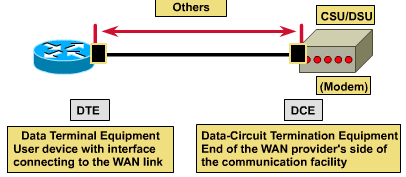 Others
CSU/DSU
(Modem)
DTE
DCE
Data Terminal Equipment
User device with interface
connecting to the WAN link
Data-Circuit Termination Equipment
End of the WAN provider's side of
the communication facility